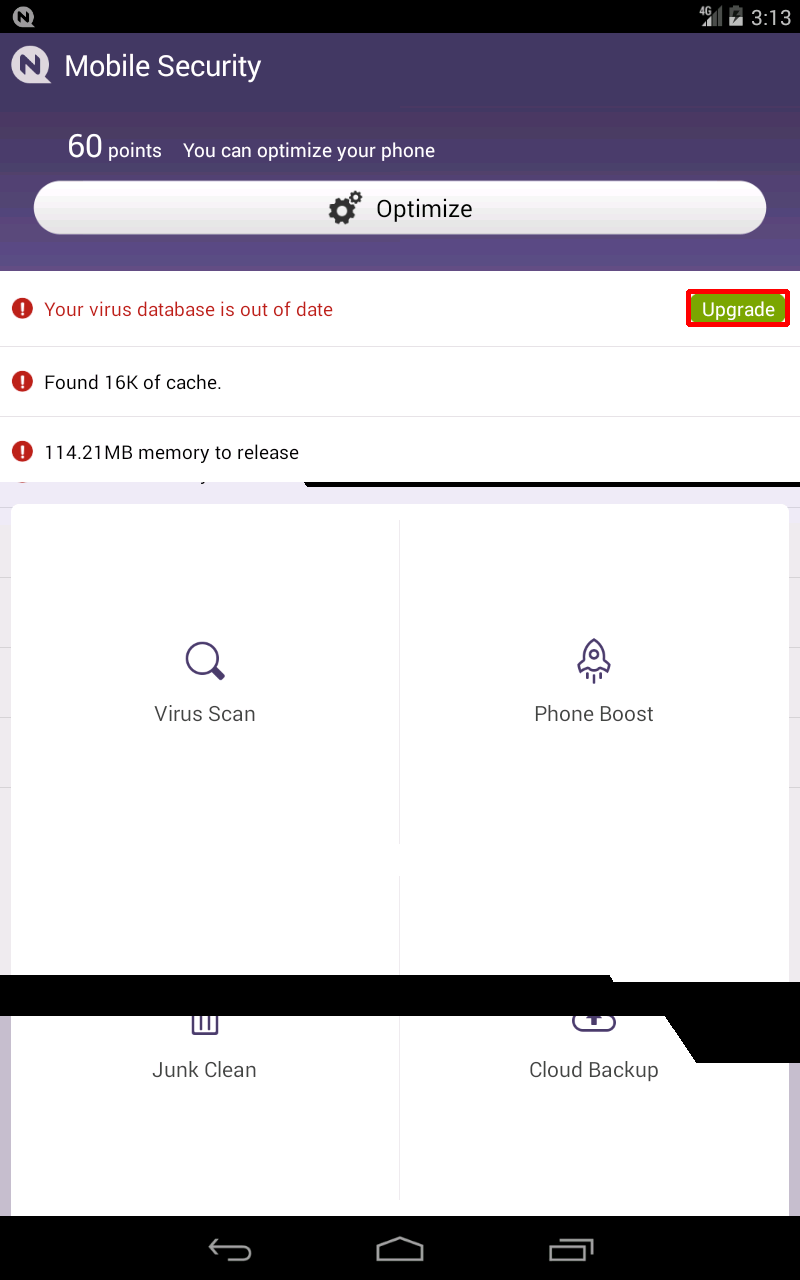 4G 3:13
Mobile Security
60 points You can optimize your phone
Optimize
Your virus database is out of date Upgrade
Found 16K of cache.
114.21MB memory to release
Virus Scan Phone Boost
Junk Clean Cloud Backup